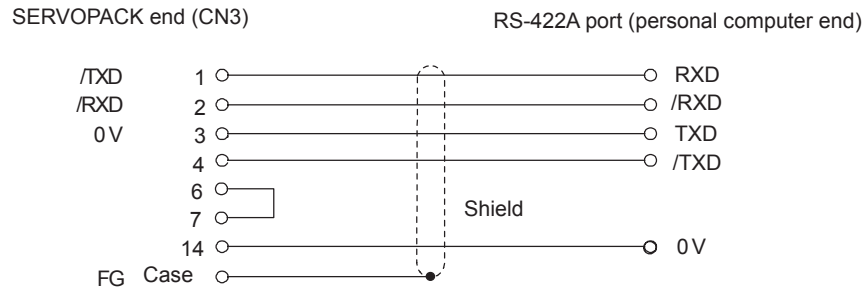 SERVOPACK end (CN3) RS-422A port (personal computer end)
/TXD 1 RXD
/RXD 2 /RXD
0 V 3 TXD
4 /TXD
6
7
Shield
14 0 V
FG Case